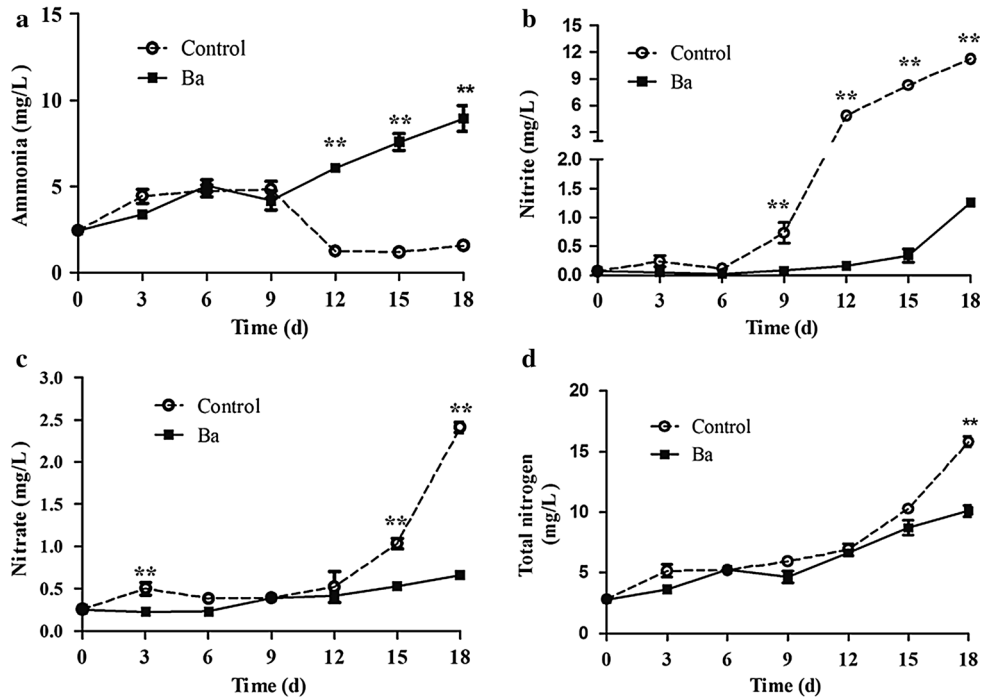 a
Ammonia (mg/L)
15
10
5
0
Control
Ba
**
**
**
0 3 6 9 12 15 18
Time (d)
b
Nitrite (mg/L)
15
12
9
6
3
2.0
1.5
1.0
0.5
0.0
Control
Ba
**
**
**
**
0 3 6 9 12 15 18
Time (d)
c
Nitrate (mg/L)
3.0
2.5
2.0
1.5
1.0
0.5
0.0
Control
Ba
**
**
**
0 3 6 9 12 15 18
Time (d)
d
Total nitrogen
(mg/L)
20
15
10
5
0
Control
Ba
**
0 3 6 9 12 15 18
Time (d)